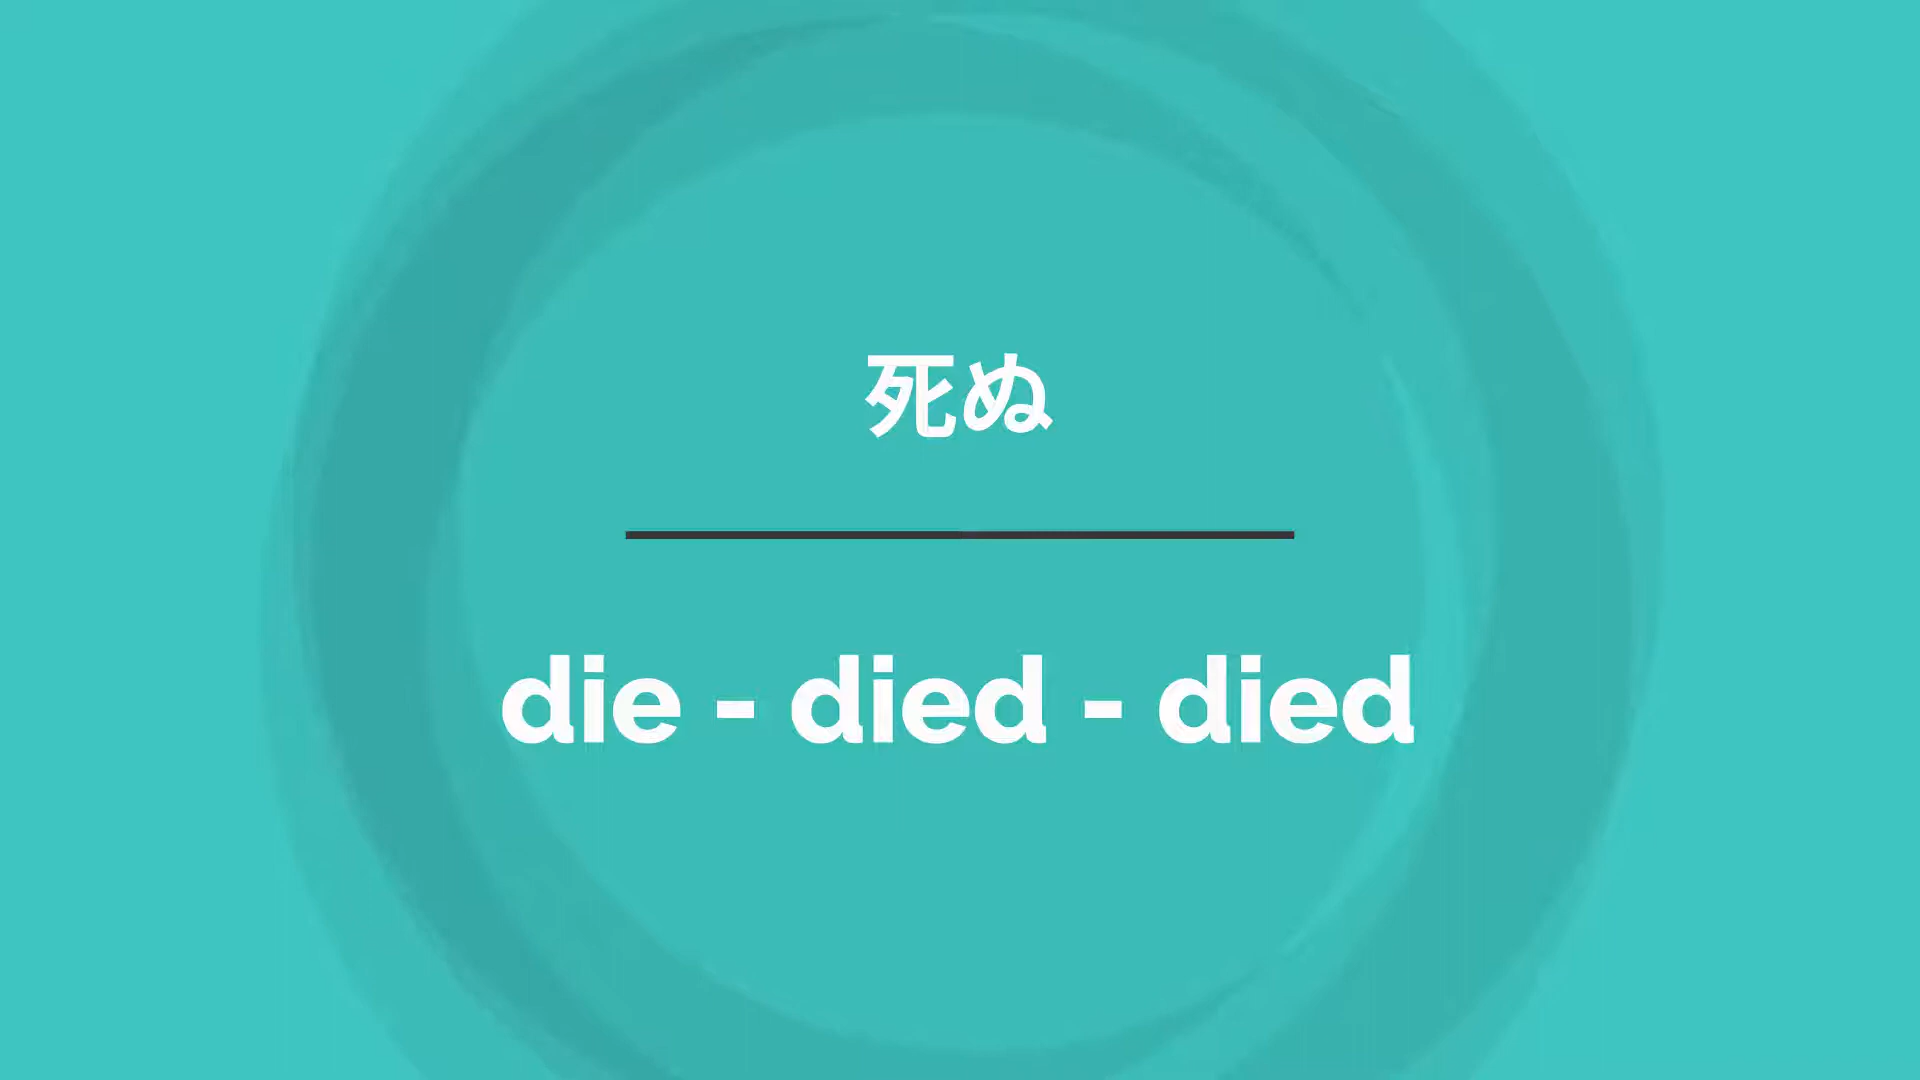 死ぬ
die - died - died